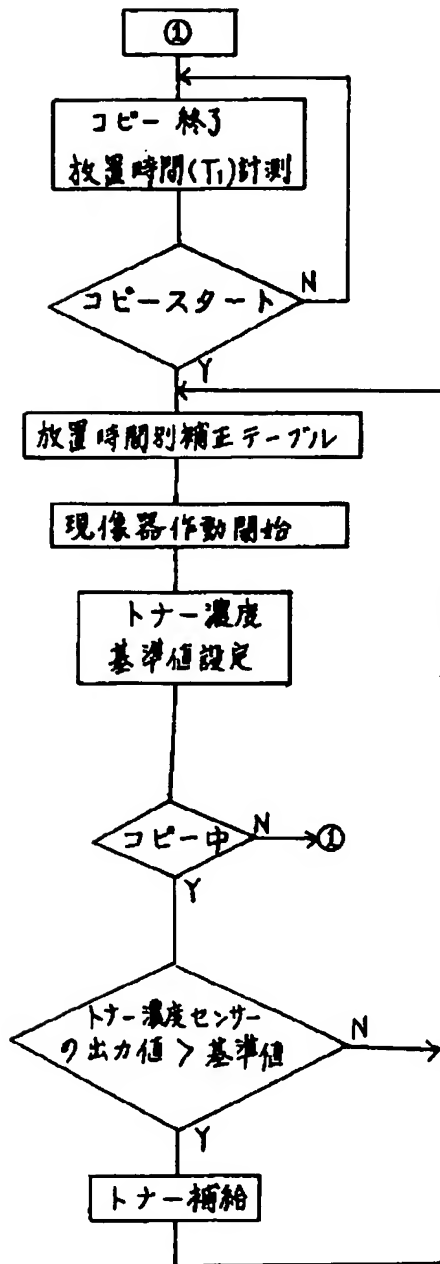 ①
コピー終了
放置時間(T₁)計測
コピースタート
N
Y
放置時間別補正テーブル
現像器作動開始
トナー濃度
基準値設定
コピー中
N
①
Y
トナー濃度センサー
の出力値 > 基準値
N
Y
トナー補給